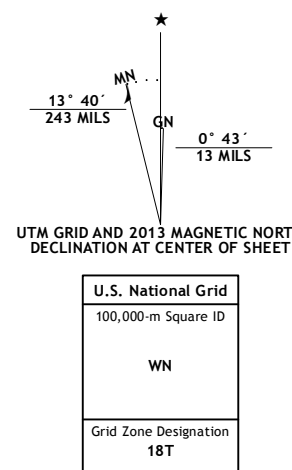 ★
MN
13° 40´
243 MILS
GN
0° 43´
13 MILS
UTM GRID AND 2013 MAGNETIC NORT
DECLINATION AT CENTER OF SHEET
U.S. National Grid
100,000-m Square ID
WN
Grid Zone Designation
18T